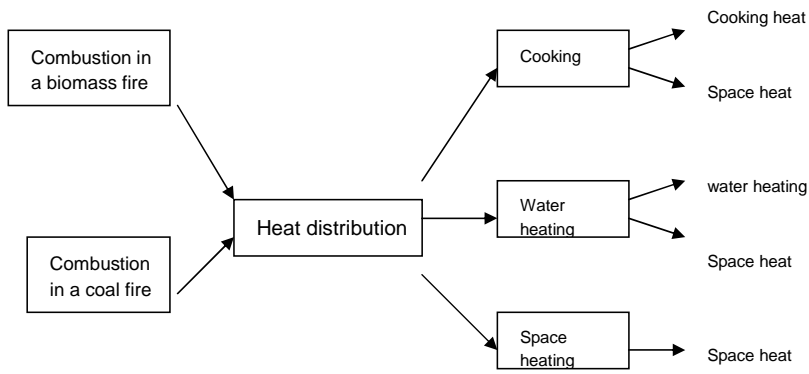 Combustion in
a biomass fire
Combustion
in a coal fire
Heat distribution
Cooking
Cooking heat
Space heat
Water
heating
water heating
Space heat
Space
heating
Space heat